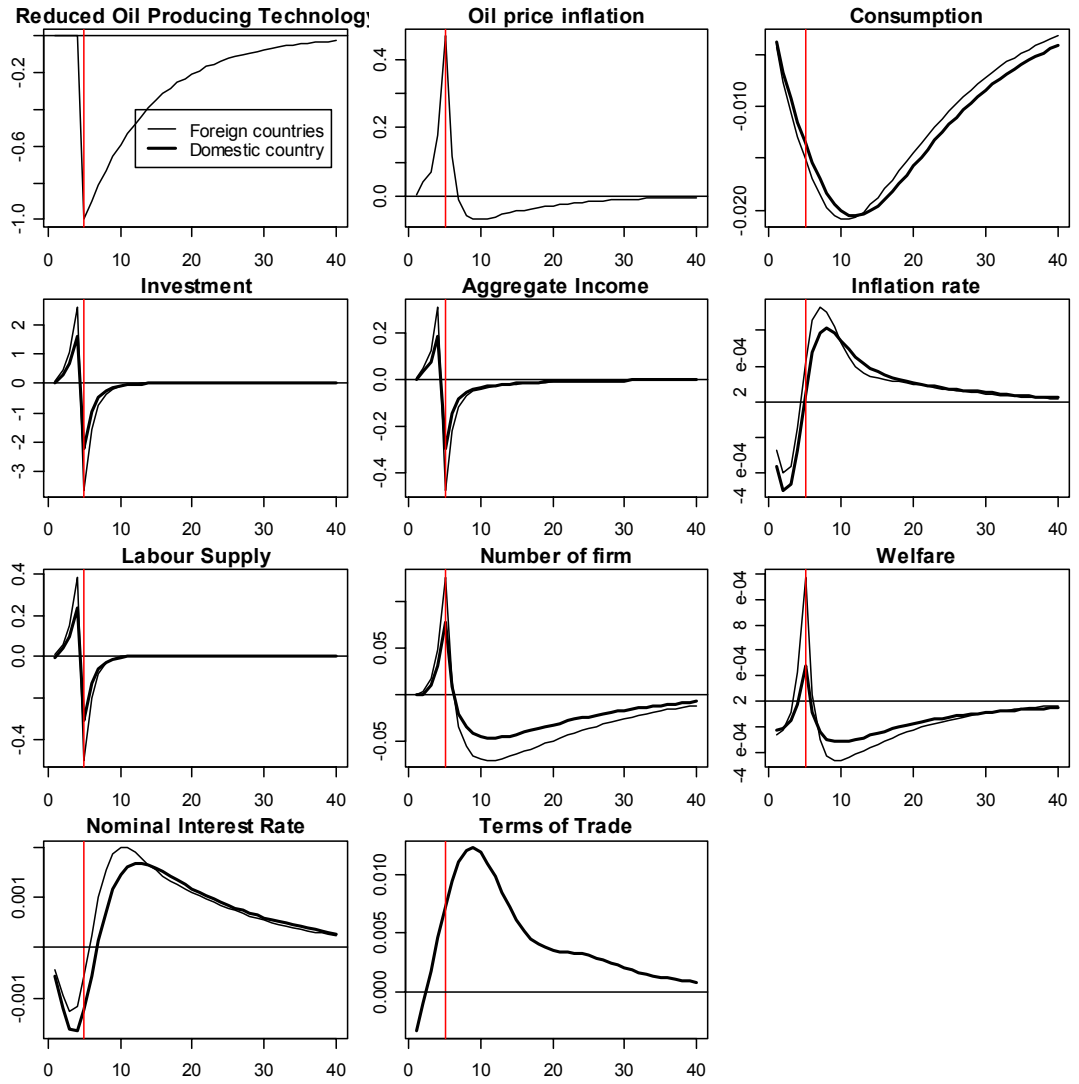 Reduced Oil Producing Technology
-0.2
-0.6
-1.0
Foreign countries
Domestic country
0 10 20 30 40
Oil price inflation
0.4
0.2
0.0
0 10 20 30 40
Consumption
-0.010
-0.020
0 10 20 30 40
Investment
2
1
0
-1
-2
-3
0 10 20 30 40
Aggregate Income
0.2
0.0
-0.2
-0.4
0 10 20 30 40
Inflation rate
2 e-04
-4 e-04
0 10 20 30 40
Labour Supply
0.4
0.2
0.0
-0.4
0 10 20 30 40
Number of firm
0.05
-0.05
0 10 20 30 40
Welfare
8 e-04
2 e-04
-4 e-04
0 10 20 30 40
Nominal Interest Rate
0.001
-0.001
0 10 20 30 40
Terms of Trade
0.010
0.005
0.000
0 10 20 30 40